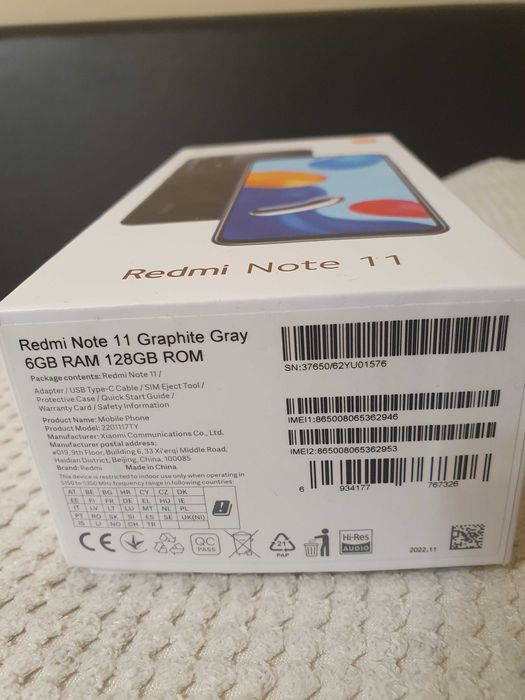 Redmi Note 11
Redmi Note 11 Graphite Gray
6GB RAM 128GB ROM
Package contents: Redmi Note 11 /
Adapter / USB Type-C Cable / SIM Eject Tool /
Protective Case / Quick Start Guide /
Warranty Card / Safety Information
Product Name: Mobile Phone
Product Model: 2201117TY
Manufacturer: Xiaomi Communications Co., Ltd.
Manufacturer postal address:
#019, 9th Floor, Building 6, 33 Xi'erqi Middle Road,
Haidian District, Beijing, China, 100085
Brand: Redmi Made in China
This device is restricted to indoor use only when operating in
5150 to 5350 MHz frequency range in following countries:
AT BE BG HR CY CZ DK
EE FI FR DE EL HU IE
IT LV LT LU MT NL PL
PT RO SK SI ES SE UK(NI)
IS LI NO CH TR
SN:37650/62YU01576
IMEI1:865008065362946
IMEI2:865008065362953
6 934177 767326
CE
QC
PASS
21
PAP
Hi-Res
AUDIO
2022.11